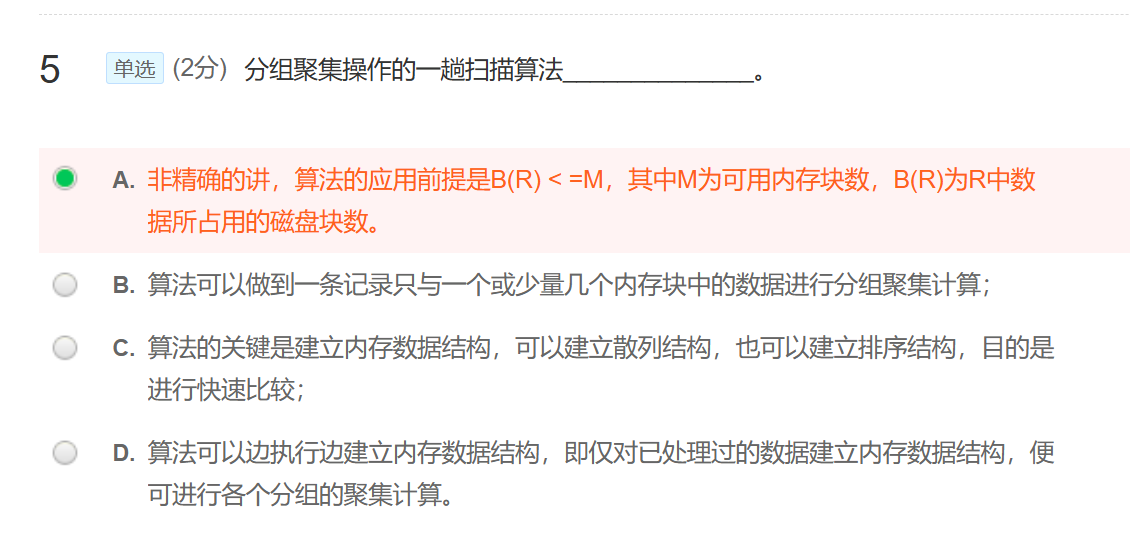 5 单选 (2分) 分组聚集操作的一趟扫描算法______________。
A. 非精确的讲，算法的应用前提是B(R) < =M，其中M为可用内存块数，B(R)为R中数
据所占用的磁盘块数。
B. 算法可以做到一条记录只与一个或少量几个内存块中的数据进行分组聚集计算；
C. 算法的关键是建立内存数据结构，可以建立散列结构，也可以建立排序结构，目的是
进行快速比较；
D. 算法可以边执行边建立内存数据结构，即仅对已处理过的数据建立内存数据结构，便
可进行各个分组的聚集计算。